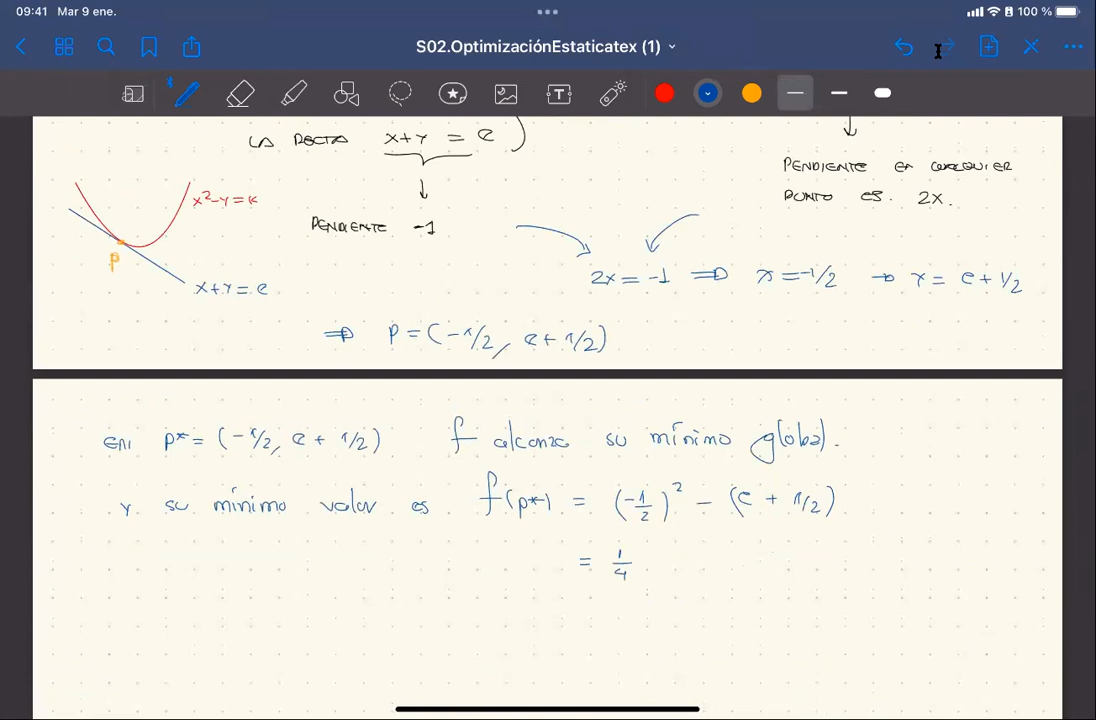 09:41 Mar 9 ene. 100 %
S02.OptimizaciónEstaticatex (1)
LA RECTA x+y = e )
PENDIENTE EN CUALQUIER
PUNTO ES. 2x.
x²-y=k
PENDIENTE -1
x+y=e
P
2x = -1 ⇒ x=-1/2 → y = e + 1/2
⇒ P = (-1/2, e + 1/2)
EN P* = (-1/2, e + 1/2) f alcanza su mínimo global.
y su mínimo valor es f(p*) = (-1/2)² - (e + 1/2)
= 1/4